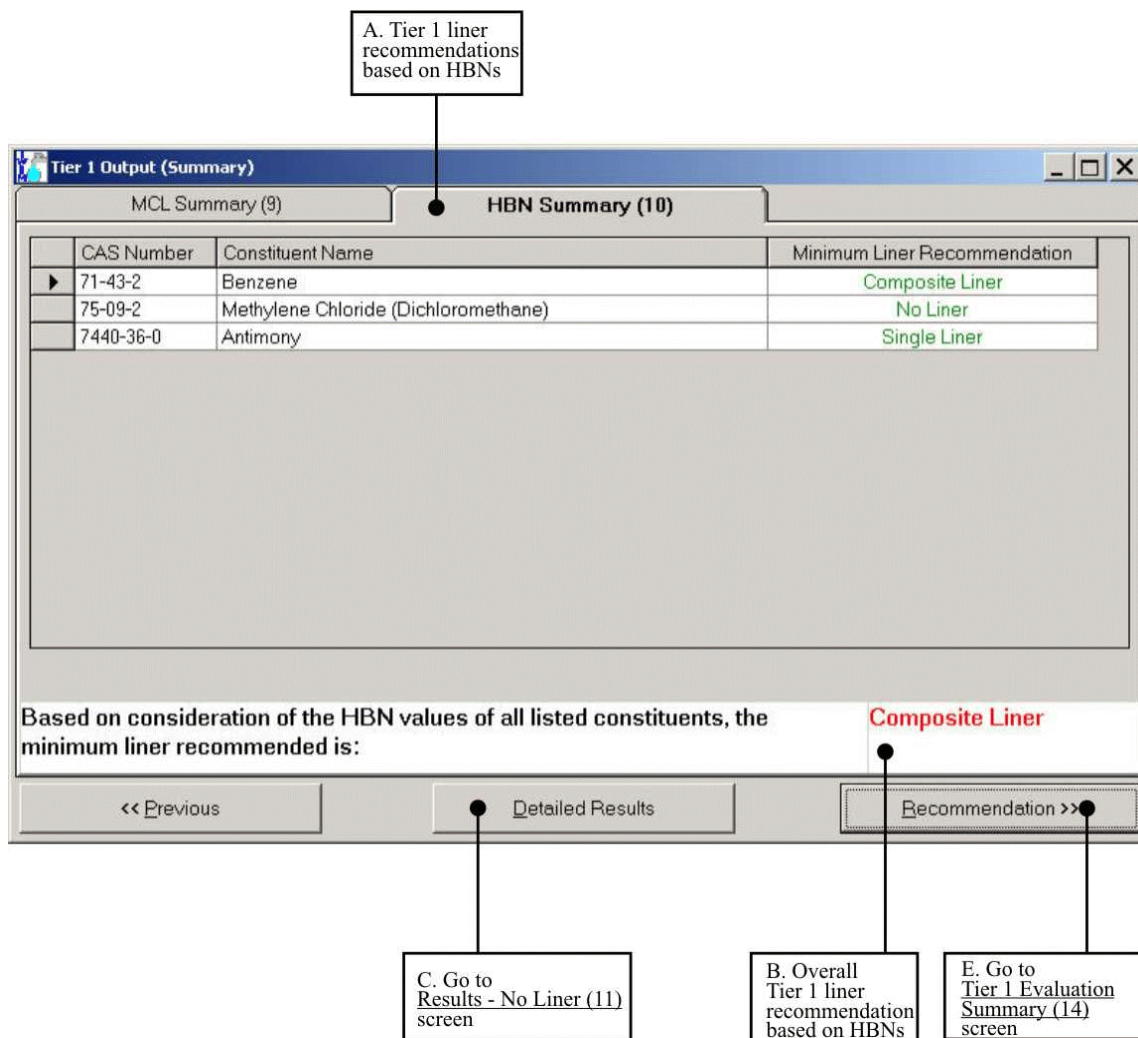 A. Tier 1 liner
recommendations
based on HBNs
Tier 1 Output (Summary)
MCL Summary (9)
HBN Summary (10)
CAS Number Constituent Name Minimum Liner Recommendation
71-43-2 Benzene Composite Liner
75-09-2 Methylene Chloride (Dichloromethane) No Liner
7440-36-0 Antimony Single Liner
Based on consideration of the HBN values of all listed constituents, the
minimum liner recommended is:
Composite Liner
<< Previous
Detailed Results
Recommendation >>
C. Go to
Results - No Liner (11)
screen
B. Overall
Tier 1 liner
recommendation
based on HBNs
E. Go to
Tier 1 Evaluation
Summary (14)
screen